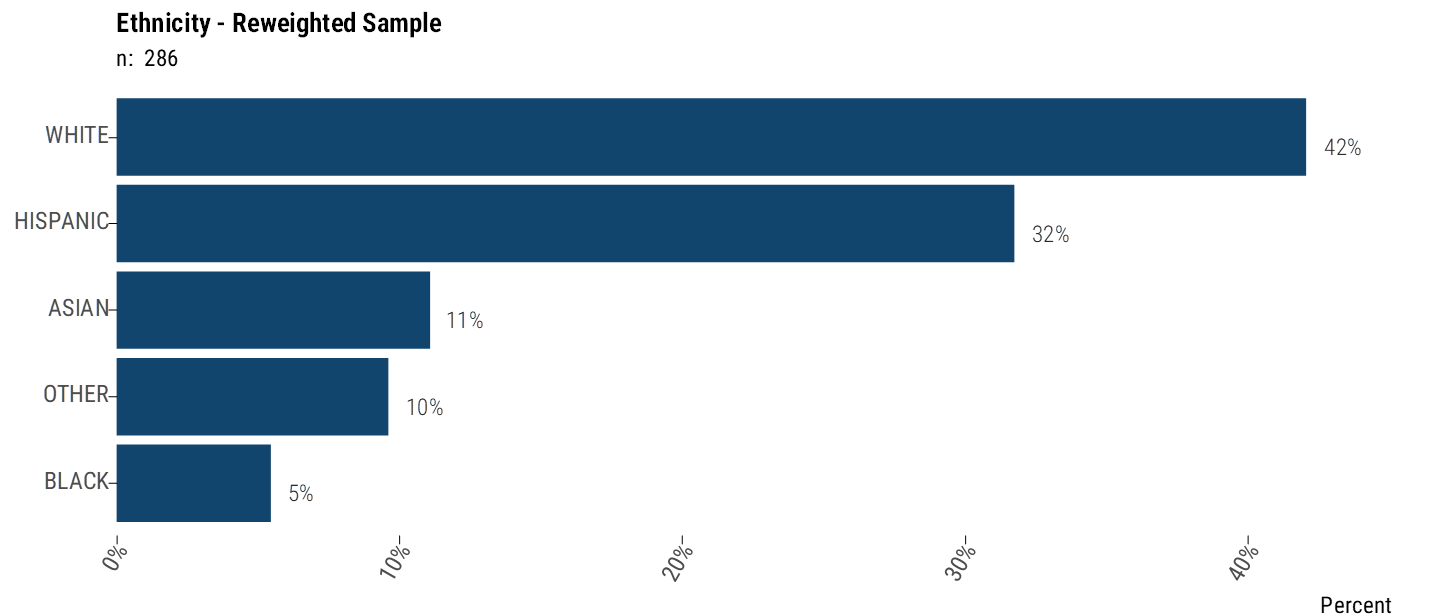 Ethnicity - Reweighted Sample
n: 286
WHITE 42%
HISPANIC 32%
ASIAN 11%
OTHER 10%
BLACK 5%
0% 10% 20% 30% 40%
Percent